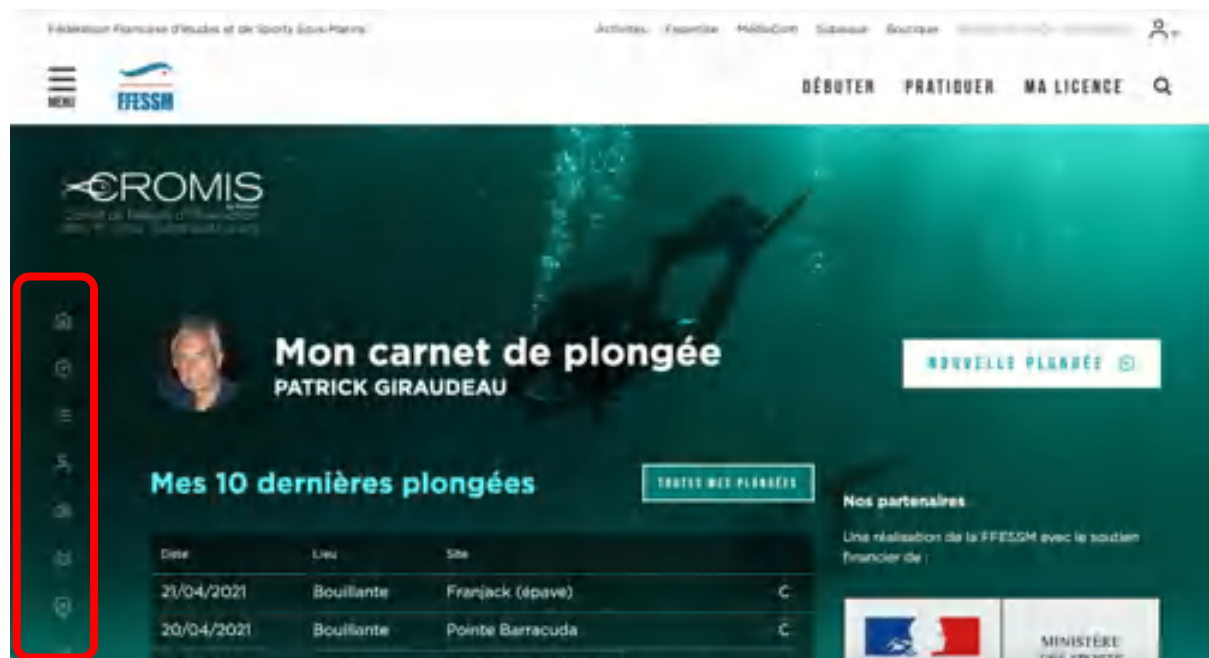 Fédération Française d'études et de Sports Sous-Marins
Activités Expertise MédiaCom Subaqua Boutique
MENU
FFESSM
DÉBUTER PRATIQUER MA LICENCE
CROMIS
Mon carnet de plongée
PATRICK GIRAUDEAU
NOUVELLE PLONGÉE
Mes 10 dernières plongées
TOUTES MES PLONGÉES
Date Lieu Site
21/04/2021 Bouillante Franjack (épave) C
20/04/2021 Bouillante Pointe Barracuda C
Nos partenaires
Une réalisation de la FFESSM avec le soutien
financier de :
MINISTÈRE